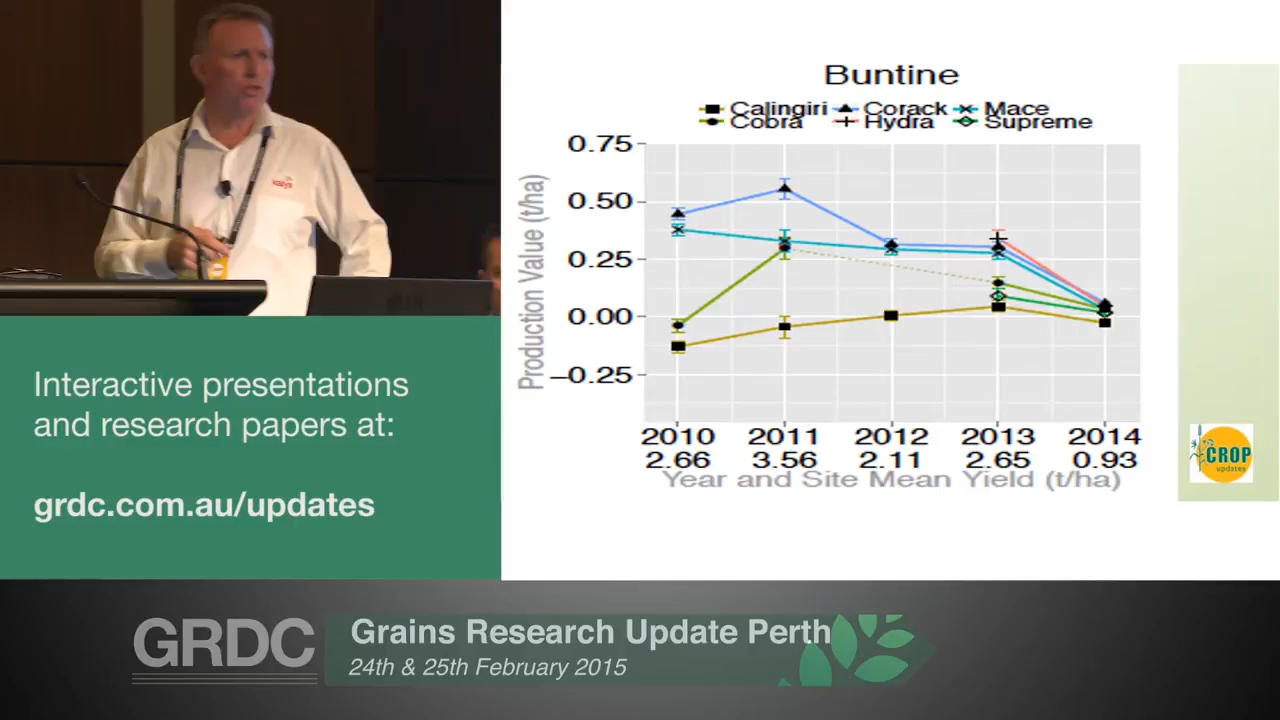 kalys
Interactive presentations
and research papers at:
grdc.com.au/updates
Buntine
Calingiri Corack Mace
Cobra Hydra Supreme
Production Value (t/ha)
0.75
0.50
0.25
0.00
−0.25
2010 2011 2012 2013 2014
2.66 3.56 2.11 2.65 0.93
Year and Site Mean Yield (t/ha)
CROP
updates
GRDC
Grains Research Update Perth
24th & 25th February 2015